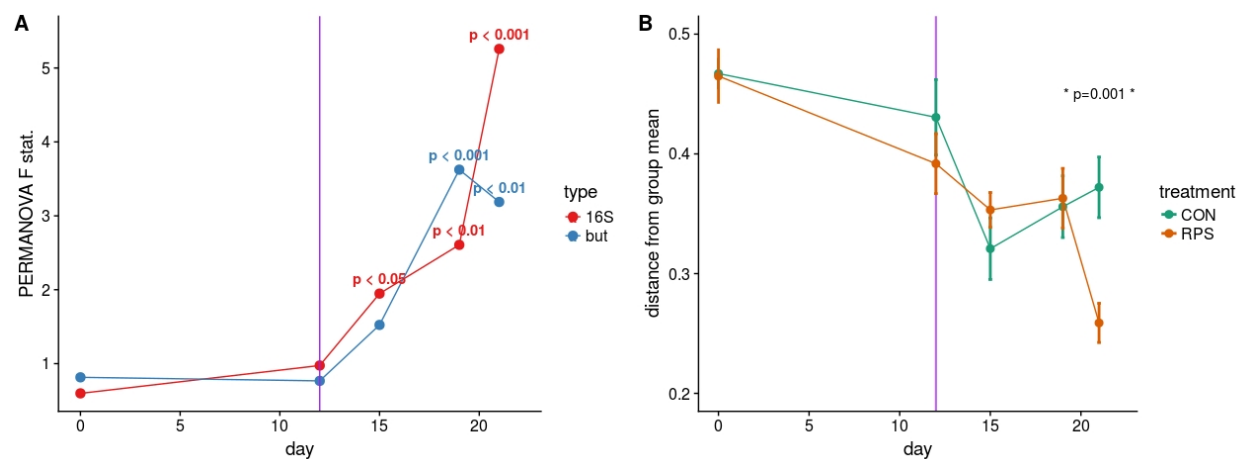 A
PERMANOVA F stat.
5
4
3
2
1
p < 0.001
p < 0.001
p < 0.01
p < 0.01
p < 0.05
0
5
10
15
20
day
type
16S
but
B
distance from group mean
0.5
0.4
0.3
0.2
* p=0.001 *
0
5
10
15
20
day
treatment
CON
RPS